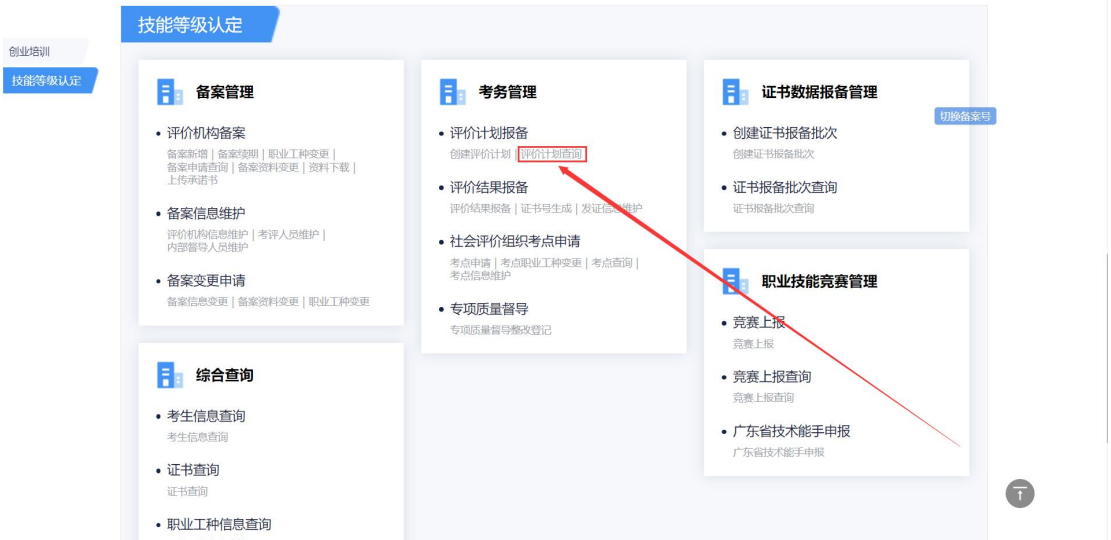 技能等级认定
创业培训
技能等级认定
备案管理
• 评价机构备案
备案新增 | 备案续期 | 职业工种变更 |
备案申请查询 | 备案资料变更 | 资料下载 |
上传承诺书
• 备案信息维护
评价机构信息维护 | 考评人员维护 |
内部督导人员维护
• 备案变更申请
备案信息变更 | 备案资料变更 | 职业工种变更
综合查询
• 考生信息查询
考生信息查询
• 证书查询
证书查询
• 职业工种信息查询
考务管理
• 评价计划报备
创建评价计划 | 评价计划查询
• 评价结果报备
评价结果报备 | 证书号生成 | 发证信息维护
• 社会评价组织考点申请
考点申请 | 考点职业工种变更 | 考点查询 |
考点信息维护
• 专项质量督导
专项质量督导整改登记
证书数据报备管理
切换备案号
• 创建证书报备批次
创建证书报备批次
• 证书报备批次查询
证书报备批次查询
职业技能竞赛管理
• 竞赛上报
竞赛上报
• 竞赛上报查询
竞赛上报查询
• 广东省技术能手申报
广东省技术能手申报